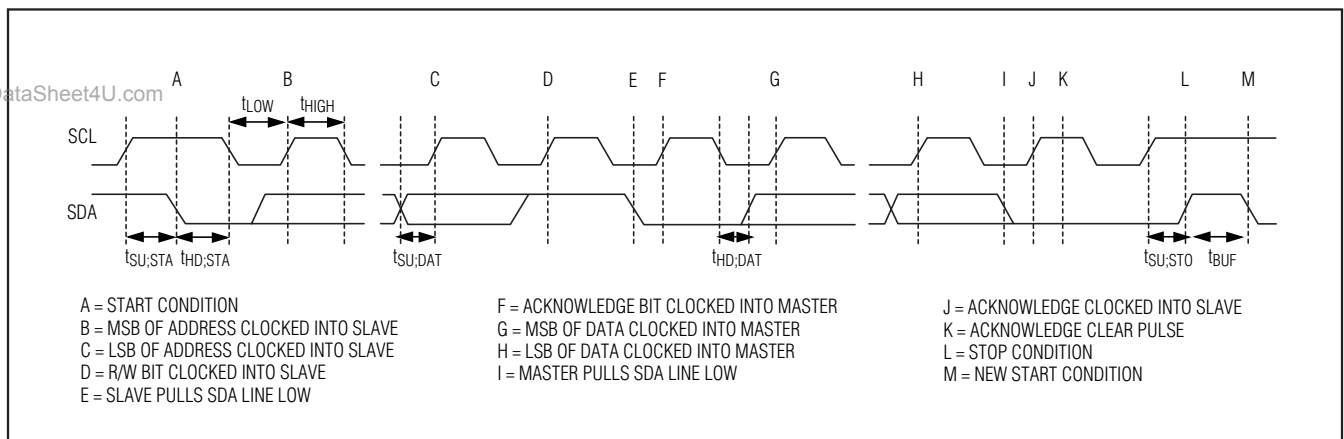 A B C D E F G H I J K L M
DataSheet4U.com
tLOW tHIGH
SCL
SDA
tSU;STA tHD;STA tSU;DAT tHD;DAT tSU;STO tBUF
A = START CONDITION
B = MSB OF ADDRESS CLOCKED INTO SLAVE
C = LSB OF ADDRESS CLOCKED INTO SLAVE
D = R/W BIT CLOCKED INTO SLAVE
E = SLAVE PULLS SDA LINE LOW
F = ACKNOWLEDGE BIT CLOCKED INTO MASTER
G = MSB OF DATA CLOCKED INTO MASTER
H = LSB OF DATA CLOCKED INTO MASTER
I = MASTER PULLS SDA LINE LOW
J = ACKNOWLEDGE CLOCKED INTO SLAVE
K = ACKNOWLEDGE CLEAR PULSE
L = STOP CONDITION
M = NEW START CONDITION